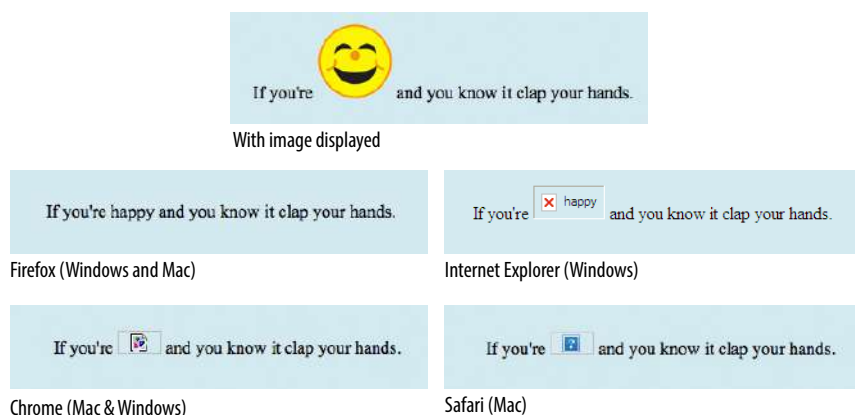 If you're and you know it clap your hands.
With image displayed
If you're happy and you know it clap your hands.
If you're happy and you know it clap your hands.
Firefox (Windows and Mac)
Internet Explorer (Windows)
If you're and you know it clap your hands.
If you're and you know it clap your hands.
Chrome (Mac & Windows)
Safari (Mac)